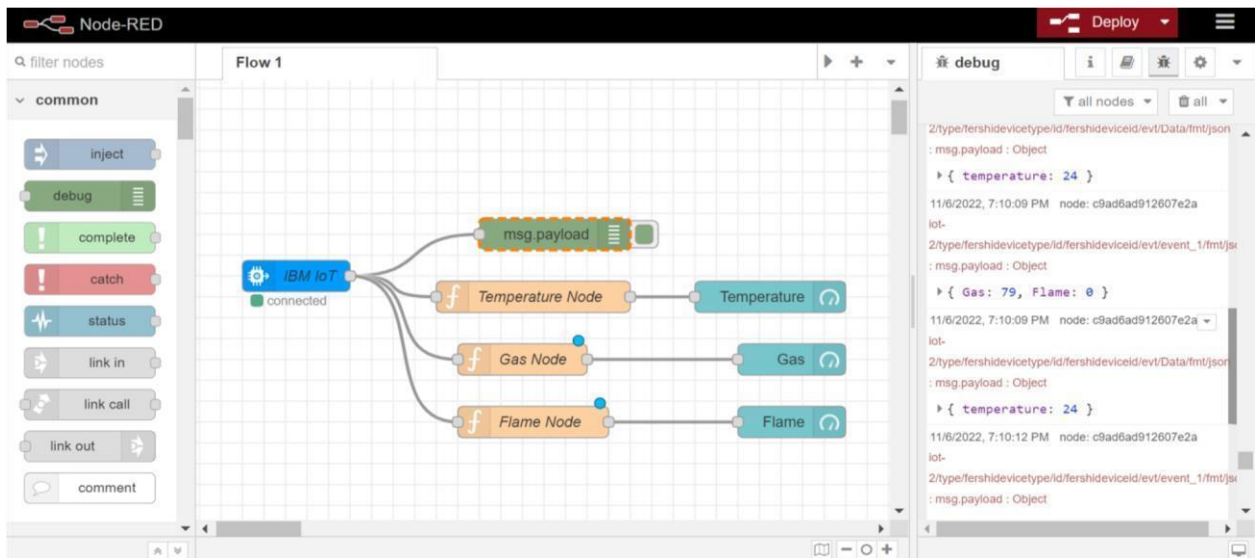 Node-RED
Deploy
filter nodes
Flow 1
debug
i
common
all nodes
all
inject
debug
complete
catch
status
link in
link call
link out
comment
msg.payload
IBM IoT
connected
Temperature Node
Temperature
Gas Node
Gas
Flame Node
Flame
2/type/fershidevicetype/id/fershideviceid/evt/Data/fmt/json
: msg.payload : Object
{ temperature: 24 }
11/6/2022, 7:10:09 PM node: c9ad6ad912607e2a
iot-
2/type/fershidevicetype/id/fershideviceid/evt/event_1/fmt/js
: msg.payload : Object
{ Gas: 79, Flame: 0 }
11/6/2022, 7:10:09 PM node: c9ad6ad912607e2a
iot-
2/type/fershidevicetype/id/fershideviceid/evt/Data/fmt/json
: msg.payload : Object
{ temperature: 24 }
11/6/2022, 7:10:12 PM node: c9ad6ad912607e2a
iot-
2/type/fershidevicetype/id/fershideviceid/evt/event_1/fmt/js
: msg.payload : Object